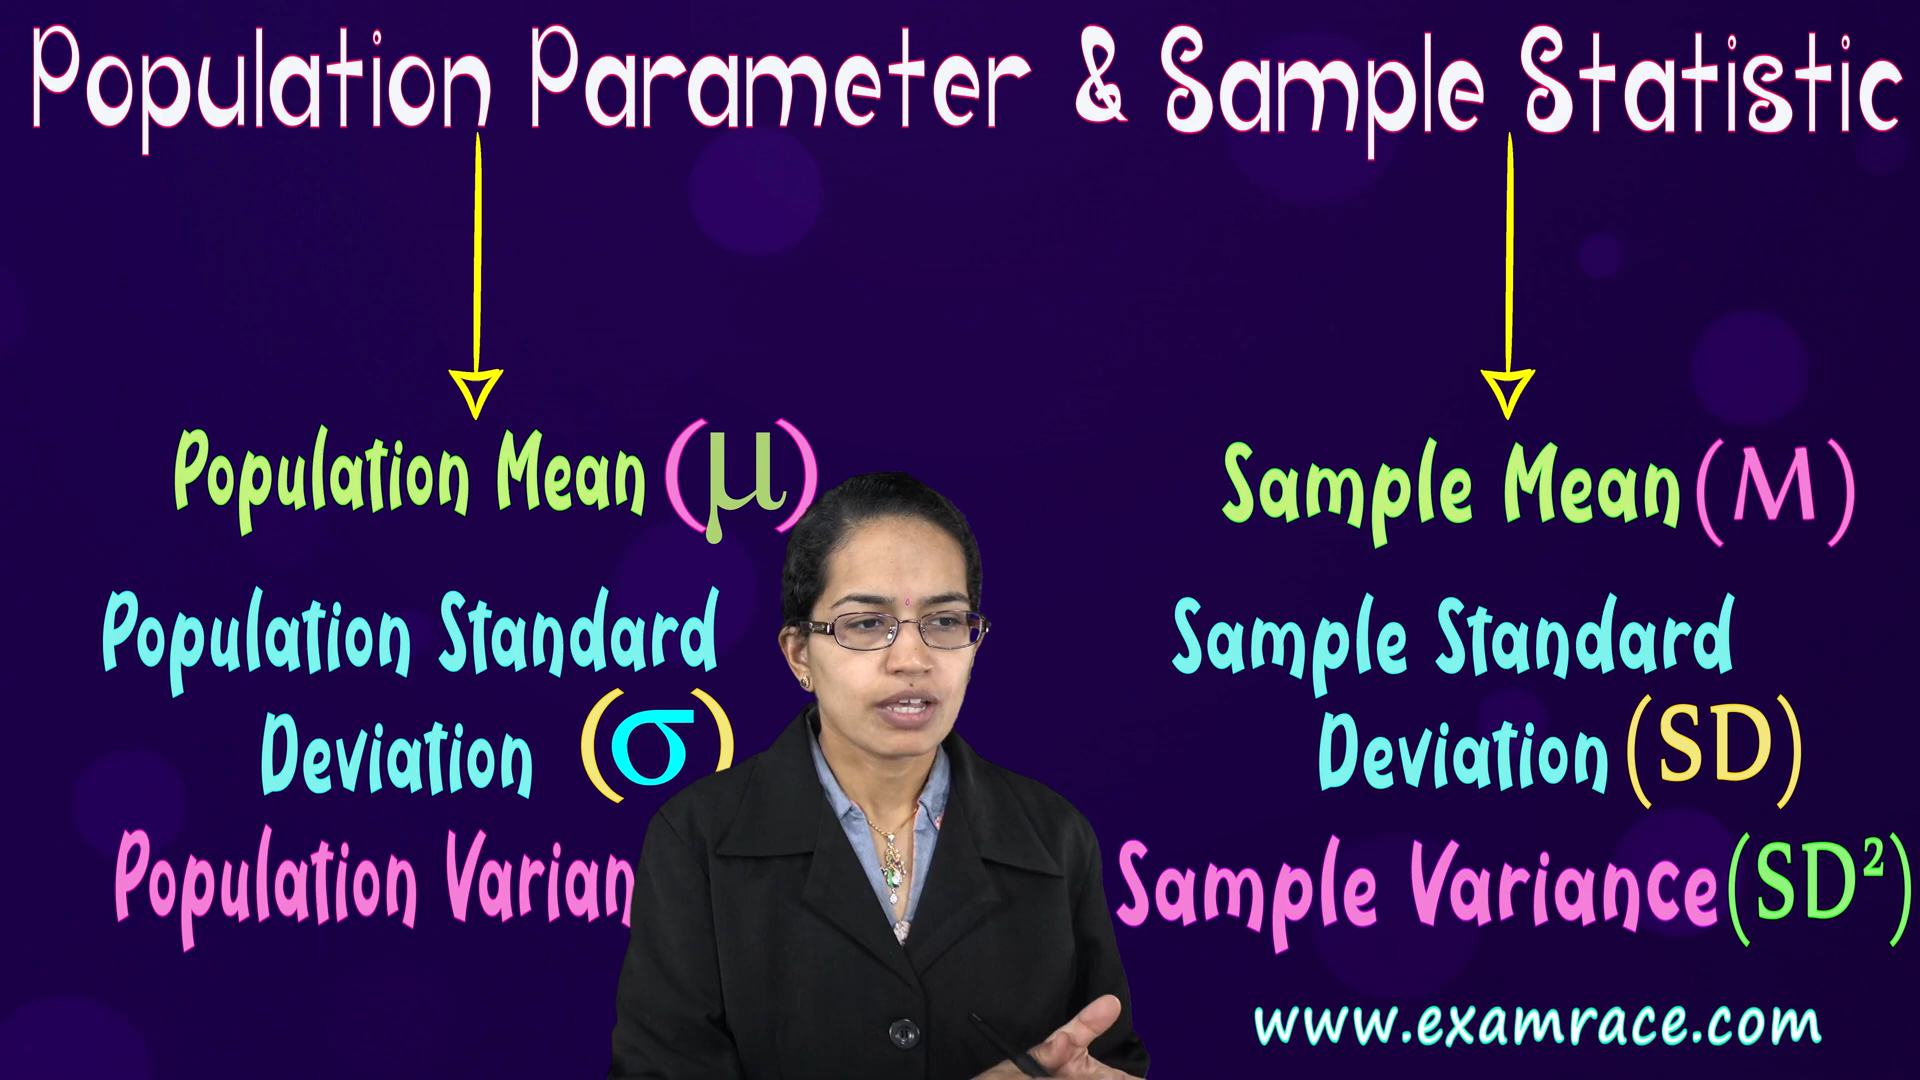 Population Parameter & Sample Statistic
Population Mean (μ)
Population Standard
Deviation (σ)
Population
Sample Mean (M)
Sample Standard
Deviation (SD)
Sample Variance (SD²)
www.examrace.com